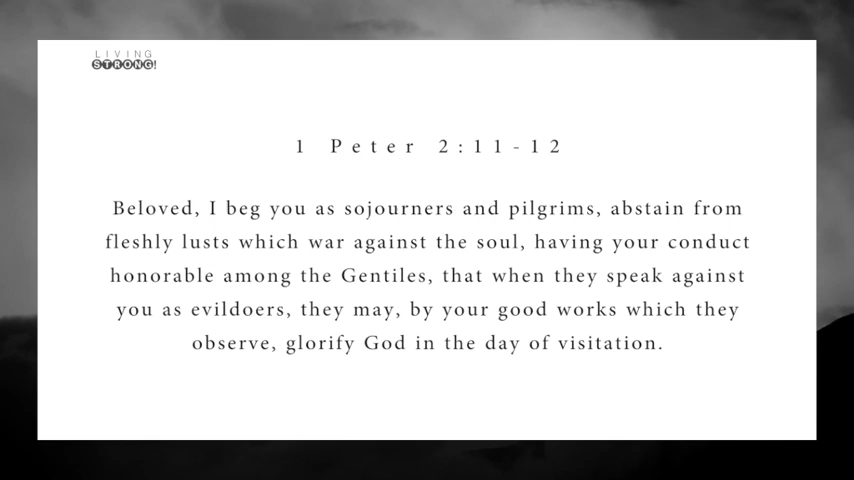 LIVING
STRONG!
1 Peter 2:11-12
Beloved, I beg you as sojourners and pilgrims, abstain from
fleshly lusts which war against the soul, having your conduct
honorable among the Gentiles, that when they speak against
you as evildoers, they may, by your good works which they
observe, glorify God in the day of visitation.